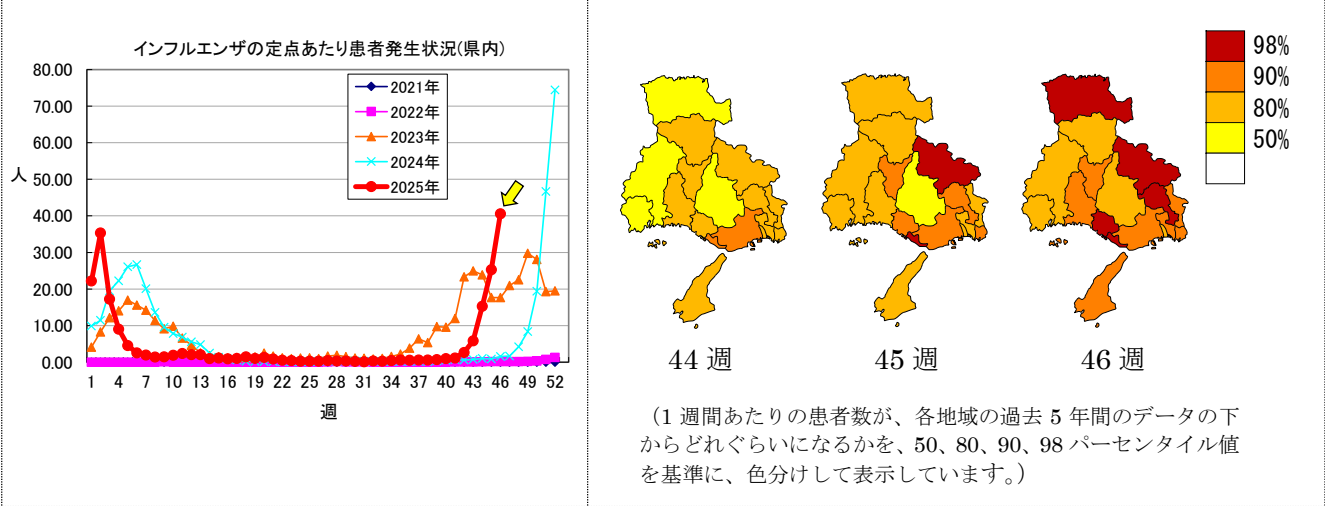 インフルエンザの定点あたり患者発生状況(県内)
80.00
70.00
60.00
50.00
40.00
30.00
20.00
10.00
0.00
人
2021年
2022年
2023年
2024年
2025年
1 4 7 10 13 16 19 22 25 28 31 34 37 40 43 46 49 52
週
98%
90%
80%
50%
44 週 45 週 46 週
(1 週間あたりの患者数が、各地域の過去 5 年間のデータの下
からどれぐらいになるかを、50、80、90、98 パーセンタイル値
を基準に、色分けして表示しています。)